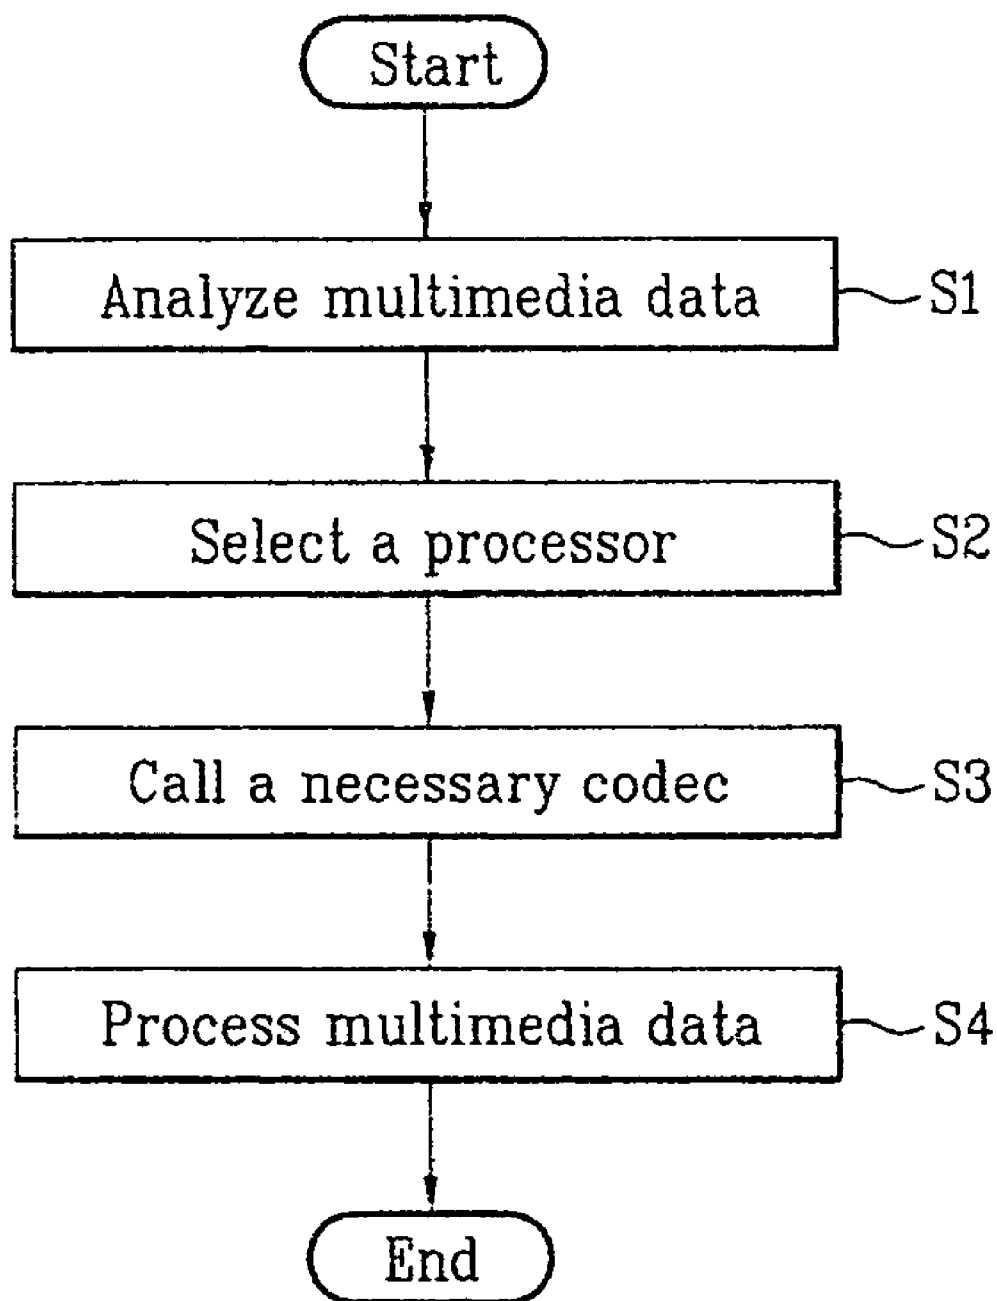 Start
Analyze multimedia data
S1
Select a processor
S2
Call a necessary codec
S3
Process multimedia data
S4
End